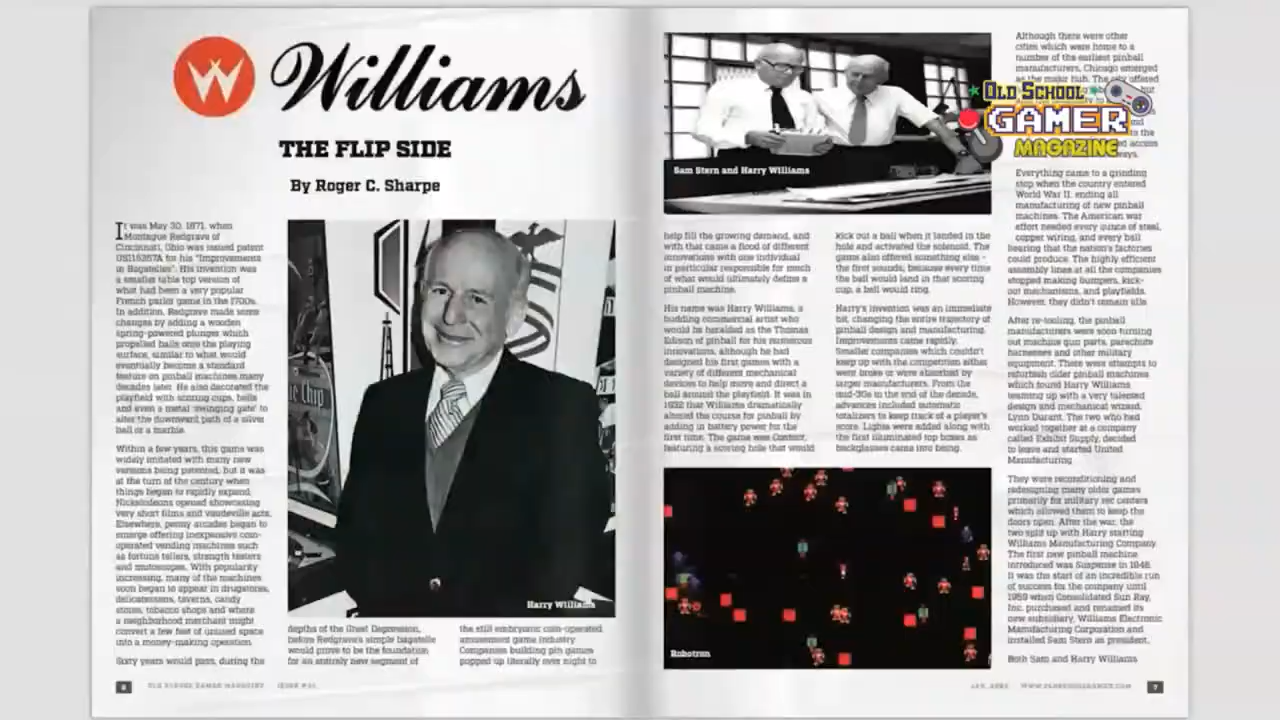 W Williams
THE FLIP SIDE
By Roger C. Sharpe
It was May 30, 1871, when
Montague Redgrave of
Cincinnati, Ohio was issued patent
for his "Improvements
in Bagatelles". His invention was
a smaller table top version of
what had been a very popular
French parlor game in the 1700s.
In addition, Redgrave made some
changes by adding a wooden
spring-powered plunger which
propelled balls onto the playing
surface, similar to what would
eventually become a standard
feature on pinball machines many
decades later. He also decorated the
playfield with scoring cups, bells
and even a metal 'swinging gate' to
alter the downward path of a silver
ball or a marble.
Within a few years, this game was
widely imitated with many new
versions being patented, but it was
at the turn of the century when
things began to rapidly expand.
Nickelodeons opened showcasing
very short films and vaudeville acts.
Elsewhere, penny arcades began to
emerge offering inexpensive coin-
operated vending machines such
as fortune tellers, strength testers
and mutoscopes. With popularity
increasing, many of the machines
soon began to appear in drugstores,
delicatessens, taverns, candy
stores, tobacco shops and where
a neighborhood merchant might
convert a few feet of unused space
into a money-making operation.
Sixty years would pass, during the
Chip
Harry Williams
depths of the Great Depression,
before Redgrave's simple bagatelle
would prove to be the foundation
for an entirely new segment of
the still embryonic coin-operated
amusement game industry.
Companies building pin games
popped up literally over night to
OLD SCHOOL GAMER MAGAZINE
Sam Stern and Harry Williams
help fill the growing demand, and
with that came a flood of different
innovations with one individual
in particular responsible for much
of what would ultimately define a
pinball machine.
His name was Harry Williams, a
budding commercial artist who
would be heralded as the Thomas
Edison of pinball for his numerous
innovations, although he had
designed his first games with a
variety of different mechanical
devices to help move and direct a
ball around the playfield. It was in
1932 that Williams dramatically
altered the course for pinball by
adding in battery power for the
first time. The game was Contact,
featuring a scoring hole that would
kick out a ball when it landed in the
hole and activated the solenoid. The
game also offered something else –
the first sounds, because every time
the ball would land in that scoring
cup, a bell would ring.
Harry's invention was an immediate
hit, changing the entire trajectory of
pinball design and manufacturing.
Improvements came rapidly.
Smaller companies which couldn't
keep up with the competition either
went broke or were absorbed by
larger manufacturers. From the
mid-30s to the end of the decade,
advances included automatic
totalizers to keep track of a player's
score. Lights were added along with
the first illuminated top boxes as
backglasses came into being.
Robotron
Although there were other
cities which were home to a
number of the earliest pinball
manufacturers, Chicago emerged
as the major hub. The city offered
but
and
to the
access
OLD SCHOOL
GAMER
MAGAZINE
Everything came to a grinding
stop when the country entered
World War II, ending all
manufacturing of new pinball
machines. The American war
effort needed every ounce of steel,
copper wiring, and every ball
bearing that the nation's factories
could produce. The highly efficient
assembly lines at all the companies
stopped making bumpers, kick-
out mechanisms, and playfields.
However, they didn't remain idle.
After re-tooling, the pinball
manufacturers were soon turning
out machine gun parts, parachute
harnesses and other military
equipment. There were attempts to
refurbish older pinball machines
which found Harry Williams
teaming up with a very talented
design and mechanical wizard,
Lynn Durant. The two who had
worked together at a company
called Exhibit Supply, decided
to leave and started United
Manufacturing.
They were reconditioning and
redesigning many older games
primarily for military rec centers
which allowed them to keep the
doors open. After the war, the
two split up with Harry starting
Williams Manufacturing Company.
The first new pinball machine
introduced was Suspense in 1946.
It was the start of an incredible run
of success for the company until
1959 when Consolidated Sun Ray,
Inc. purchased and renamed its
new subsidiary, Williams Electronic
Manufacturing Corporation and
installed Sam Stern as president.
Both Sam and Harry Williams
WWW.OLDSCHOOLGAMER.COM 7